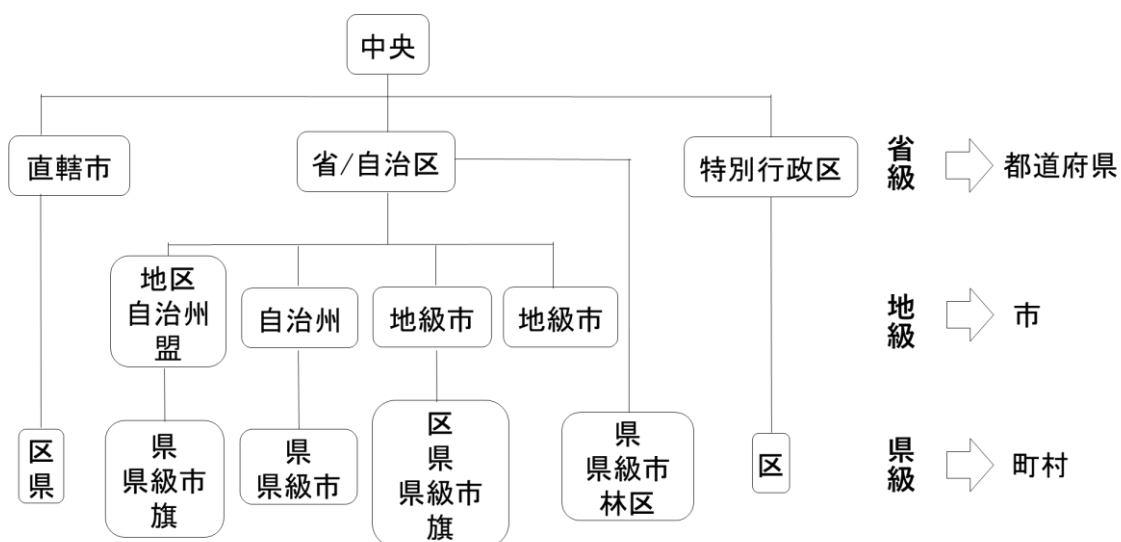 中央
直轄市
省/自治区
特別行政区
省級
都道府県
地区
自治州
盟
自治州
地級市
地級市
地級
市
区
県
県
県級市
旗
県
県級市
区
県
県級市
旗
県
県級市
林区
区
県級
町村